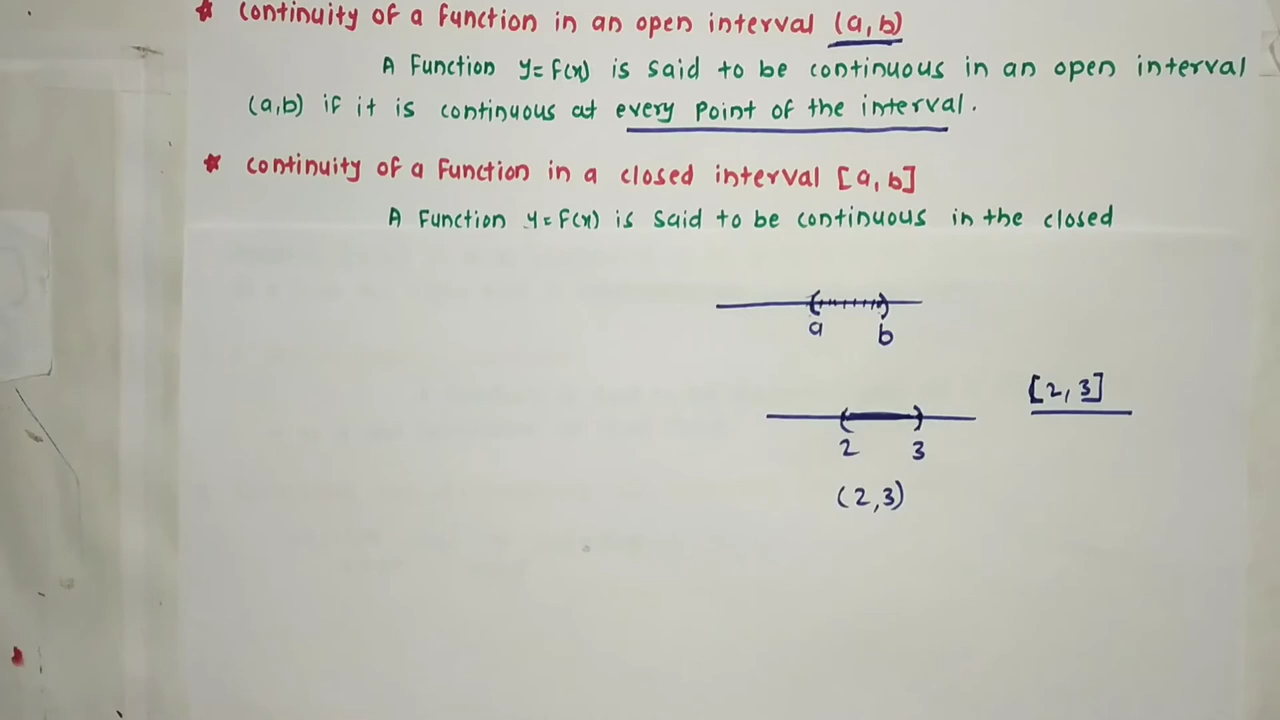 * continuity of a function in an open interval (a, b)
A Function y= f(x) is said to be continuous in an open interval
(a,b) if it is continuous at every point of the interval.
* continuity of a function in a closed interval [a, b]
A Function y= f(x) is said to be continuous in the closed
a b
[2, 3]
2 3
(2,3)